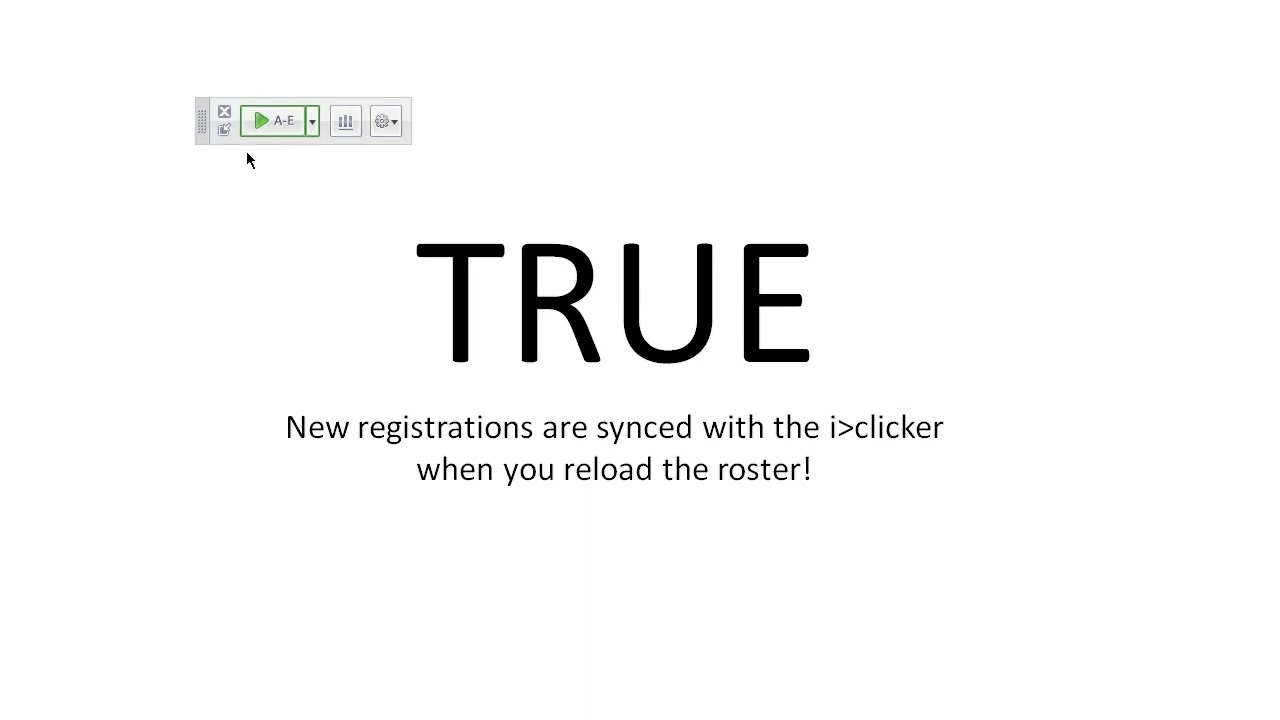 A-E
TRUE
New registrations are synced with the i>clicker
when you reload the roster!